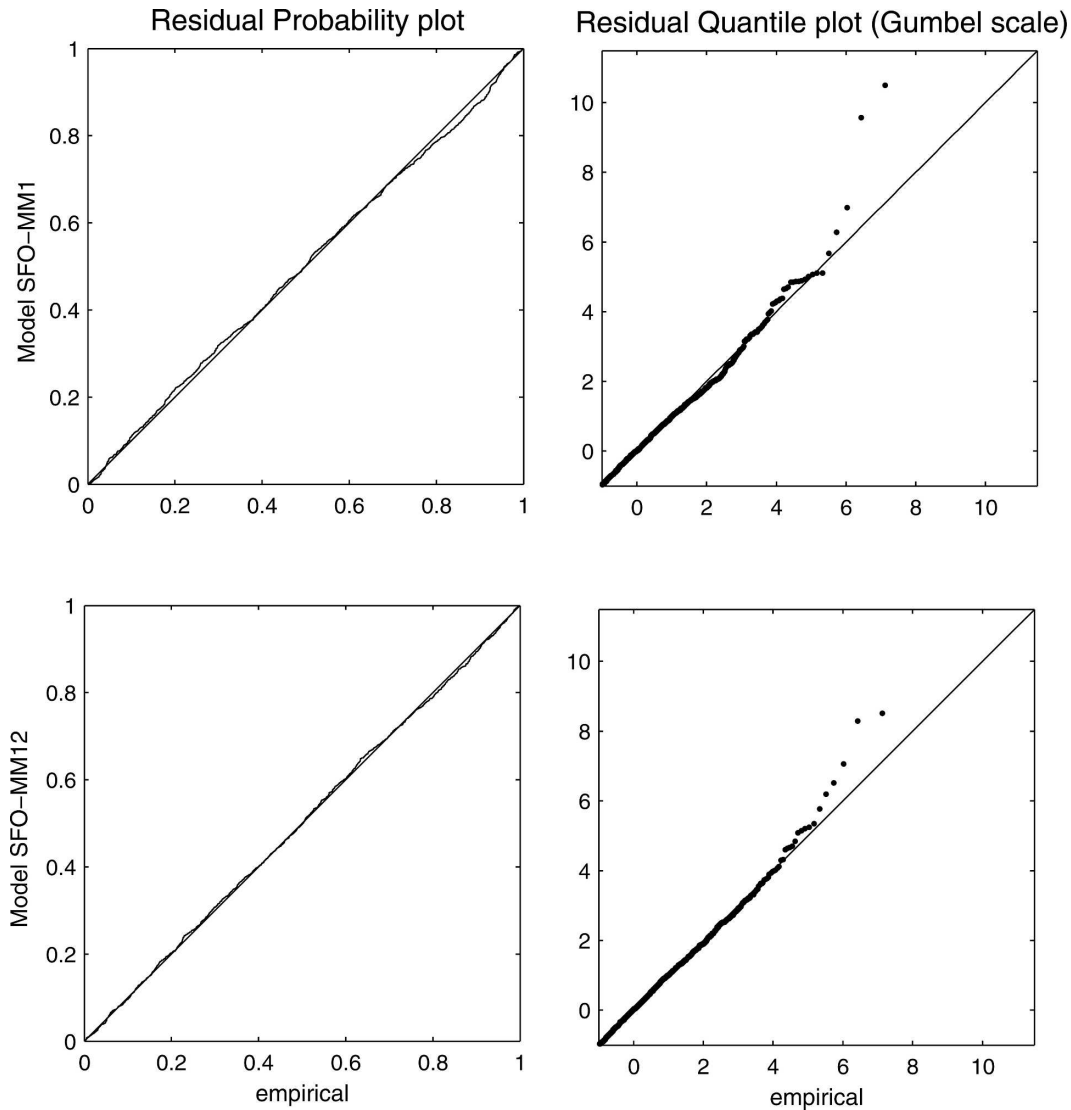 Residual Probability plot
Residual Quantile plot (Gumbel scale)
Model SFO−MM1
1
0.8
0.6
0.4
0.2
0
0 0.2 0.4 0.6 0.8 1
10
8
6
4
2
0
0 2 4 6 8 10
Model SFO−MM12
1
0.8
0.6
0.4
0.2
0
0 0.2 0.4 0.6 0.8 1
empirical
10
8
6
4
2
0
0 2 4 6 8 10
empirical